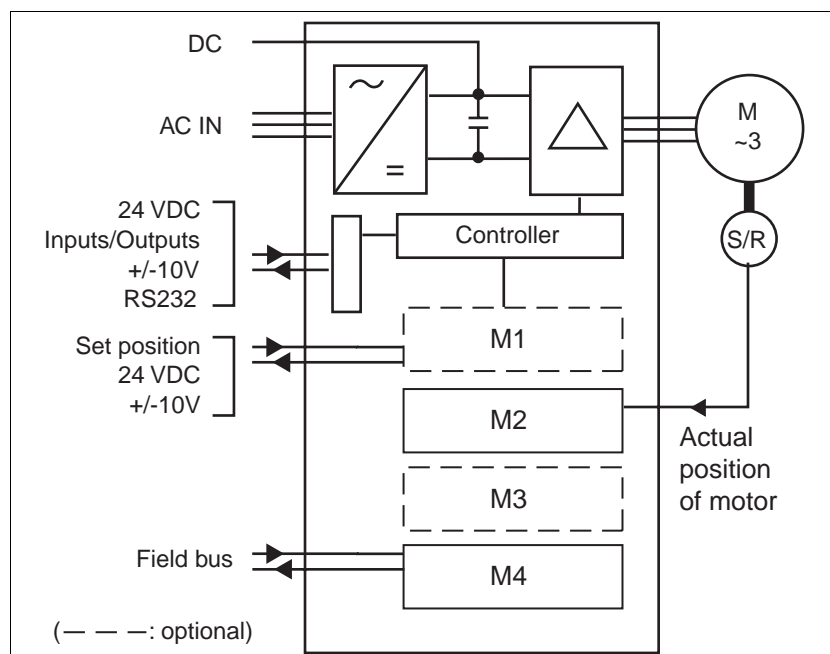 DC
AC IN
M
~3
24 VDC
Inputs/Outputs
+/-10V
RS232
Controller
S/R
Set position
24 VDC
+/-10V
M1
M2
Actual
position
of motor
M3
Field bus
M4
(— — —: optional)